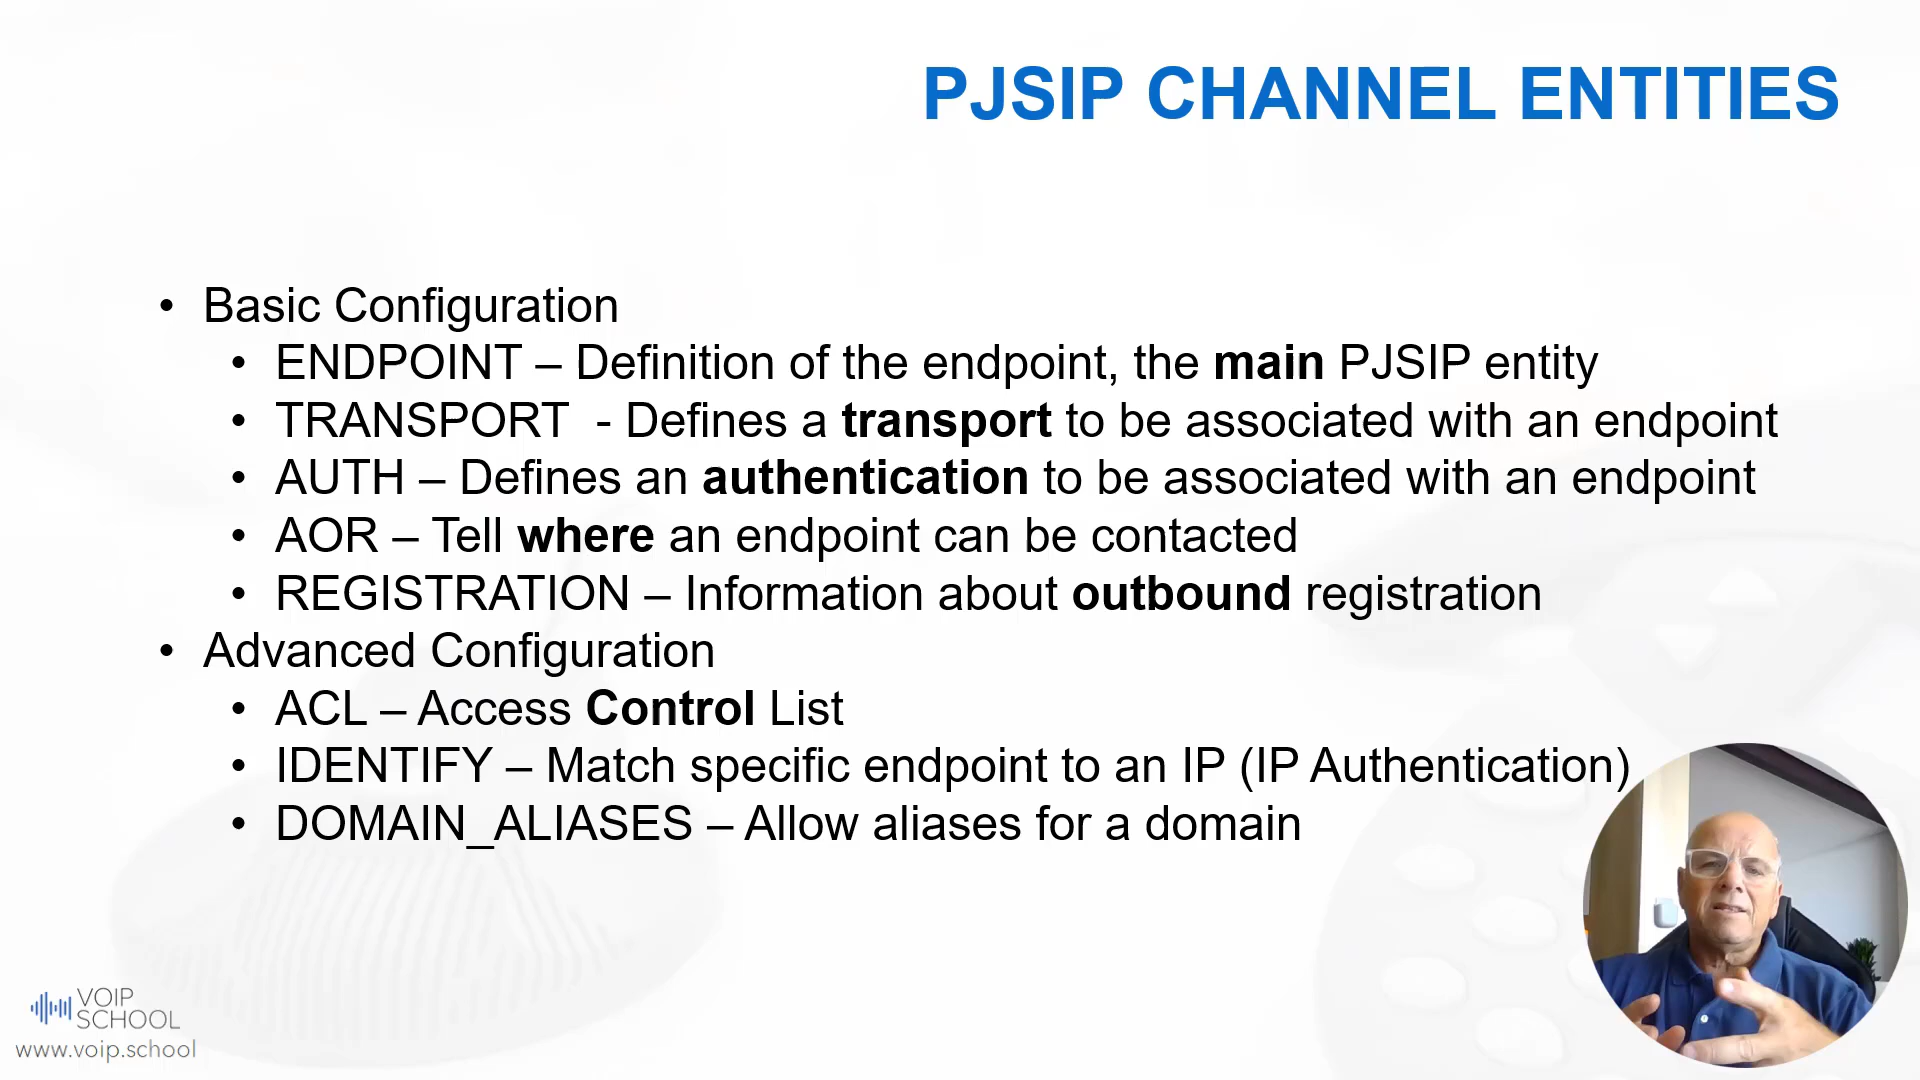 PJSIP CHANNEL ENTITIES
• Basic Configuration
• ENDPOINT – Definition of the endpoint, the main PJSIP entity
• TRANSPORT  - Defines a transport to be associated with an endpoint
• AUTH – Defines an authentication to be associated with an endpoint
• AOR – Tell where an endpoint can be contacted
• REGISTRATION – Information about outbound registration
• Advanced Configuration
• ACL – Access Control List
• IDENTIFY – Match specific endpoint to an IP (IP Authentication)
• DOMAIN_ALIASES – Allow aliases for a domain
VOIP
SCHOOL
www.voip.school